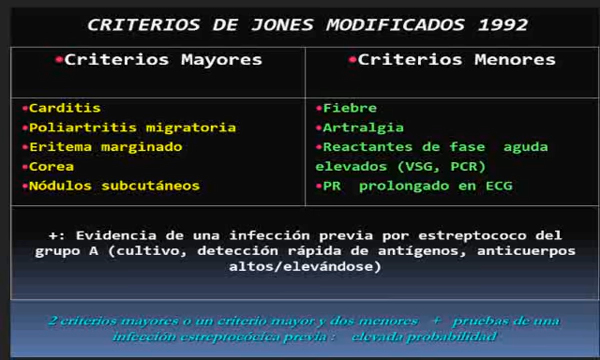 CRITERIOS DE JONES MODIFICADOS 1992
•Criterios Mayores
•Carditis
•Poliartritis migratoria
•Eritema marginado
•Corea
•Nódulos subcutáneos
•Criterios Menores
•Fiebre
•Artralgia
•Reactantes de fase aguda
elevados (VSG, PCR)
•PR prolongado en ECG
+: Evidencia de una infección previa por estreptococo del
grupo A (cultivo, detección rápida de antígenos, anticuerpos
altos/elevándose)
2 criterios mayores o un criterio mayor y dos menores + pruebas de una
infección estreptocócica previa : elevada probabilidad